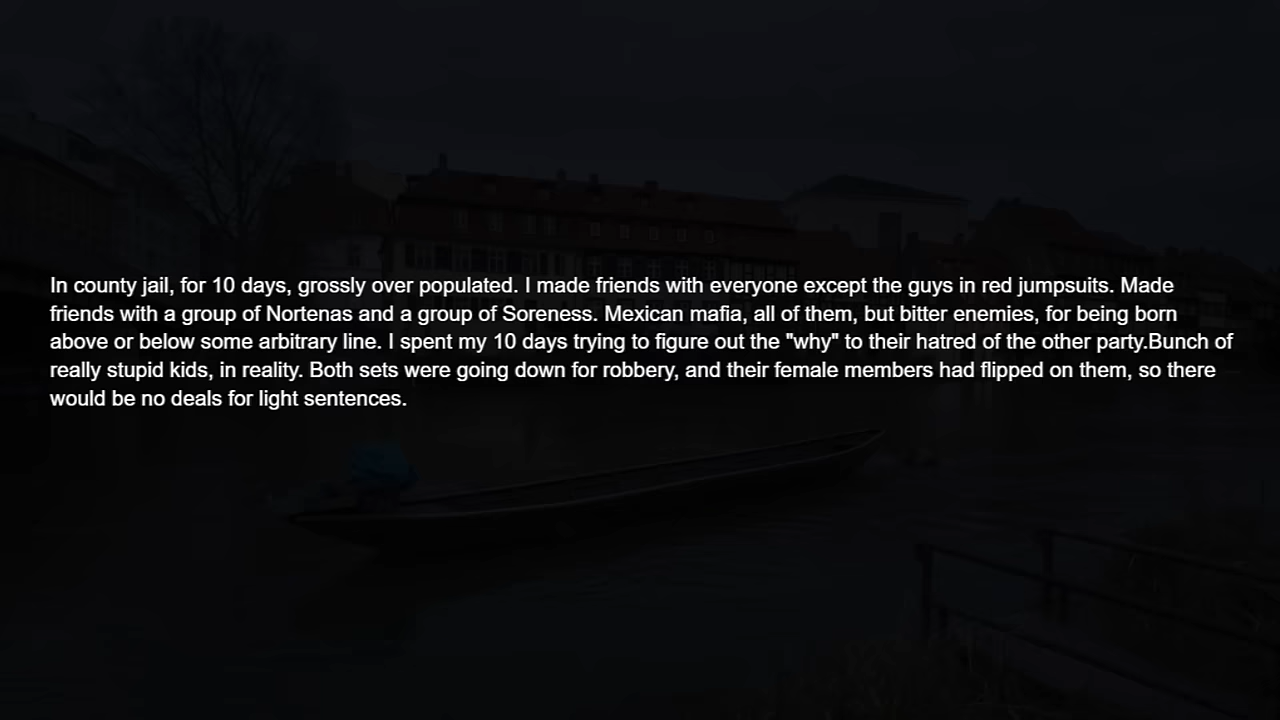 In county jail, for 10 days, grossly over populated. I made friends with everyone except the guys in red jumpsuits. Made
friends with a group of Nortenas and a group of Soreness. Mexican mafia, all of them, but bitter enemies, for being born
above or below some arbitrary line. I spent my 10 days trying to figure out the "why" to their hatred of the other party.Bunch of
really stupid kids, in reality. Both sets were going down for robbery, and their female members had flipped on them, so there
would be no deals for light sentences.